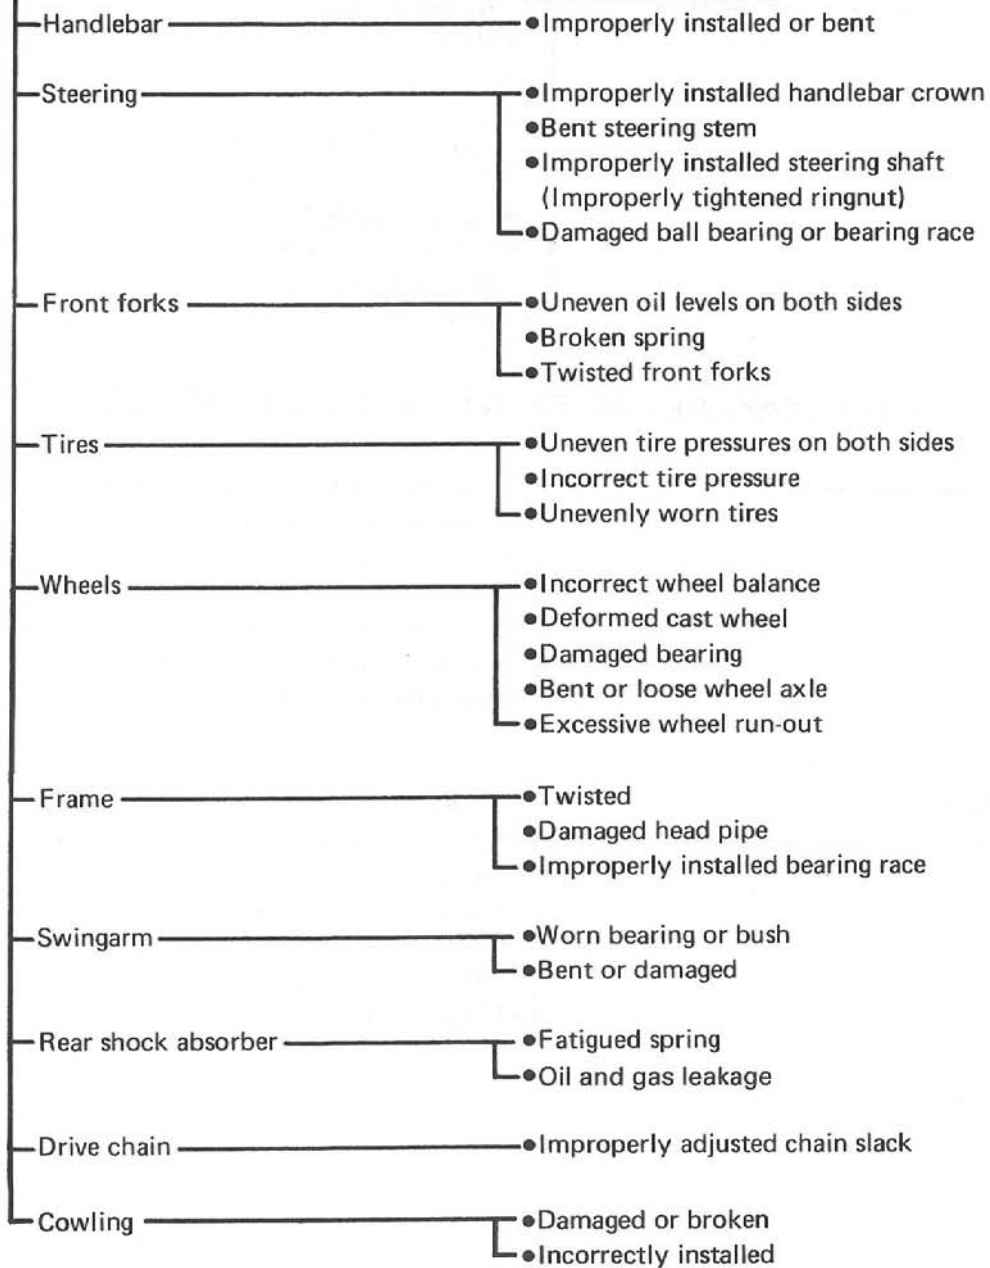 Handlebar
●Improperly installed or bent
Steering
●Improperly installed handlebar crown
●Bent steering stem
●Improperly installed steering shaft
(Improperly tightened ringnut)
●Damaged ball bearing or bearing race
Front forks
●Uneven oil levels on both sides
●Broken spring
●Twisted front forks
Tires
●Uneven tire pressures on both sides
●Incorrect tire pressure
●Unevenly worn tires
Wheels
●Incorrect wheel balance
●Deformed cast wheel
●Damaged bearing
●Bent or loose wheel axle
●Excessive wheel run-out
Frame
●Twisted
●Damaged head pipe
●Improperly installed bearing race
Swingarm
●Worn bearing or bush
●Bent or damaged
Rear shock absorber
●Fatigued spring
●Oil and gas leakage
Drive chain
●Improperly adjusted chain slack
Cowling
●Damaged or broken
●Incorrectly installed